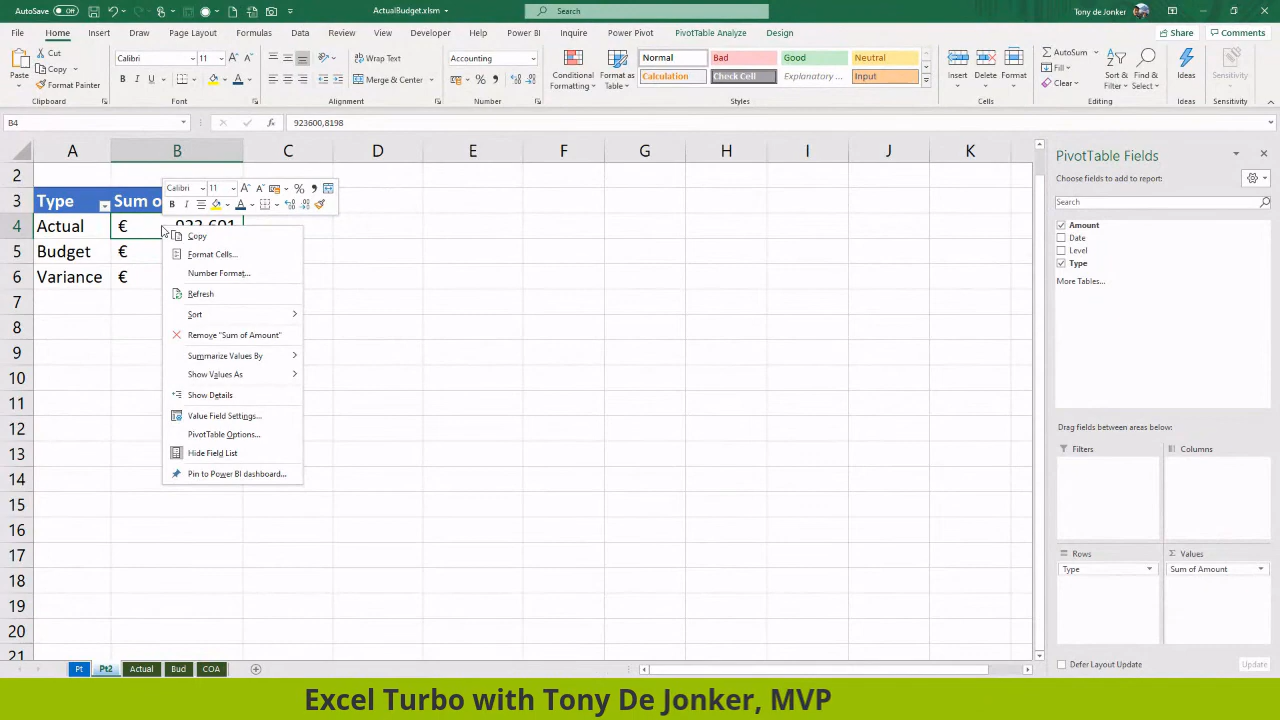 AutoSave Off ActualBudget.xlsm Search Tony de Jonker
File Home Insert Draw Page Layout Formulas Data Review View Developer Help Power BI Inquire Power Pivot PivotTable Analyze Design Share Comments
Paste Cut Copy Format Painter Clipboard
Calibri 11 B I U Font
Wrap Text Merge & Center Alignment
Accounting % Number
Conditional Formatting Format as Table
Normal Bad Good Neutral
Calculation Check Cell Explanatory ... Input
Styles
Insert Delete Format Cells
AutoSum Fill Clear Sort & Filter Find & Select Editing
Ideas Ideas
Sensitivity Sensitivity
B4 fx 923600,8198
A B C D E F G H I J K
2
3 Type Sum o
4 Actual € 923.601
5 Budget €
6 Variance €
7
8
9
10
11
12
13
14
15
16
17
18
19
20
21
Calibri 11 %
B I A
Copy
Format Cells...
Number Format...
Refresh
Sort
Remove "Sum of Amount"
Summarize Values By
Show Values As
Show Details
Value Field Settings...
PivotTable Options...
Hide Field List
Pin to Power BI dashboard...
PivotTable Fields
Choose fields to add to report:
Search
Amount
Date
Level
Type
More Tables...
Drag fields between areas below:
Filters Columns
Rows Σ Values
Type Sum of Amount
Defer Layout Update Update
Pt Pt2 Actual Bud COA
Excel Turbo with Tony De Jonker, MVP